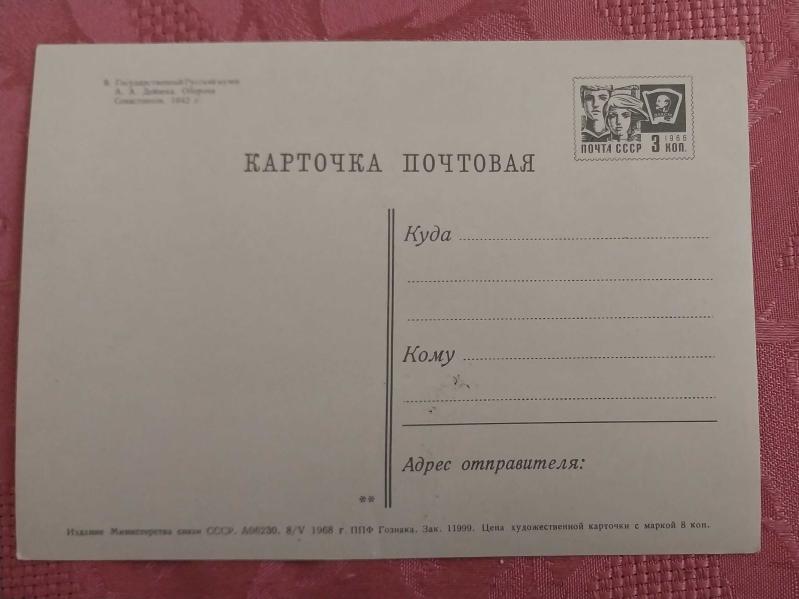 8. Государственный Русский музей
А. А. Дейнека. Оборона
Севастополя. 1942 г.
КАРТОЧКА ПОЧТОВАЯ
1966
ПОЧТА СССР 3 КОП.
Куда
Кому
Адрес отправителя:
**
Издание Министерства связи СССР. А06230. 8/V 1968 г. ППФ Гознака. Зак. 11999. Цена художественной карточки с маркой 8 коп.